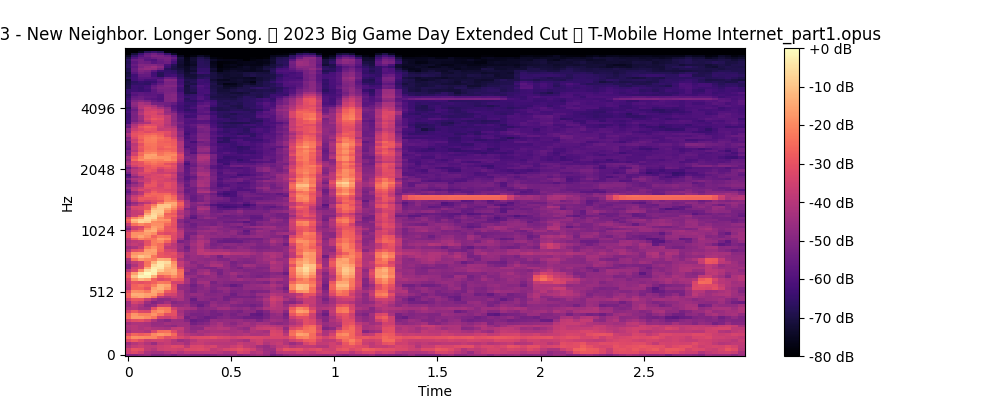 3 - New Neighbor. Longer Song. 2023 Big Game Day Extended Cut T-Mobile Home Internet_part1.opus
+0 dB
-10 dB
-20 dB
-30 dB
-40 dB
-50 dB
-60 dB
-70 dB
-80 dB
4096
2048
1024
512
0
Hz
0 0.5 1 1.5 2 2.5
Time